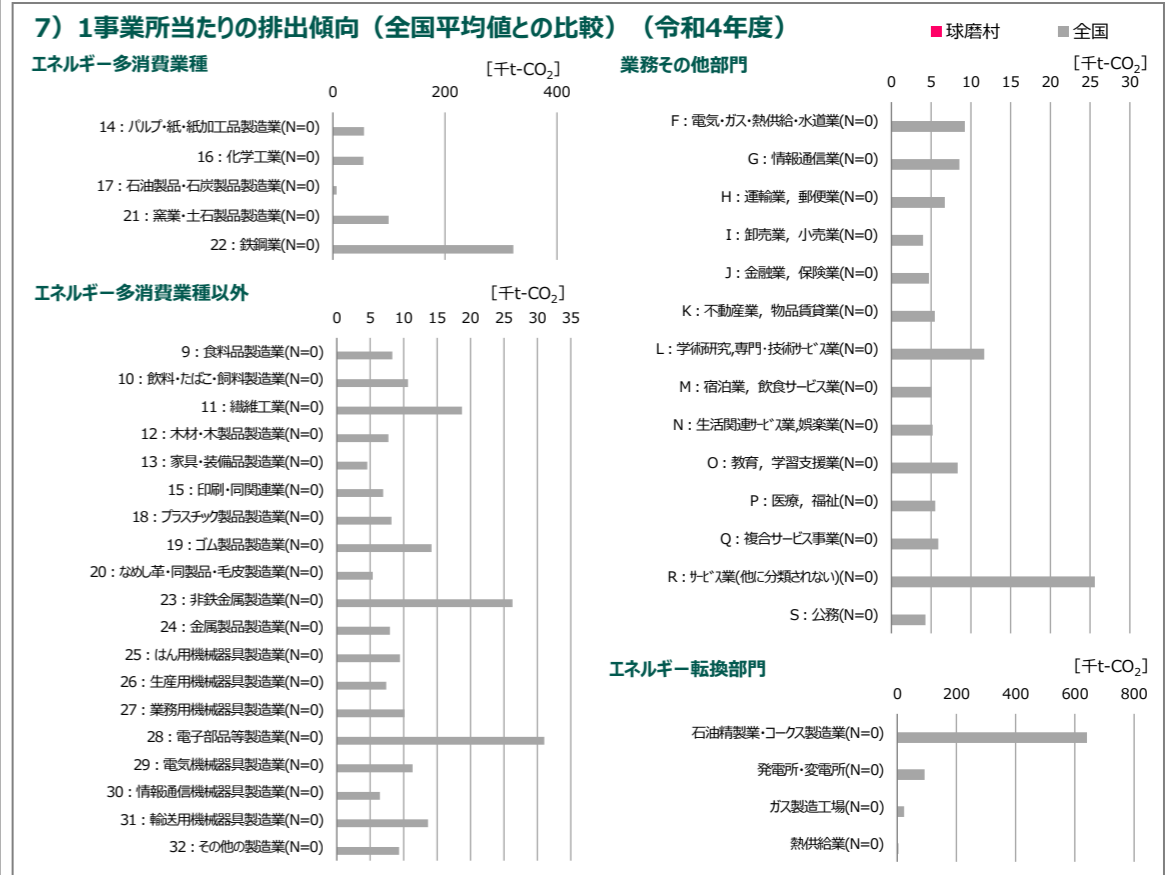 7）1事業所当たりの排出傾向（全国平均値との比較）（令和4年度）
■球磨村 ■全国
エネルギー多消費業種
［千t-CO₂］
0 200 400
14：パルプ・紙・紙加工品製造業(N=0)
16：化学工業(N=0)
17：石油製品・石炭製品製造業(N=0)
21：窯業・土石製品製造業(N=0)
22：鉄鋼業(N=0)
エネルギー多消費業種以外
［千t-CO₂］
0 5 10 15 20 25 30 35
9：食料品製造業(N=0)
10：飲料・たばこ・飼料製造業(N=0)
11：繊維工業(N=0)
12：木材・木製品製造業(N=0)
13：家具・装備品製造業(N=0)
15：印刷・同関連業(N=0)
18：プラスチック製品製造業(N=0)
19：ゴム製品製造業(N=0)
20：なめし革・同製品・毛皮製造業(N=0)
23：非鉄金属製造業(N=0)
24：金属製品製造業(N=0)
25：はん用機械器具製造業(N=0)
26：生産用機械器具製造業(N=0)
27：業務用機械器具製造業(N=0)
28：電子部品等製造業(N=0)
29：電気機械器具製造業(N=0)
30：情報通信機械器具製造業(N=0)
31：輸送用機械器具製造業(N=0)
32：その他の製造業(N=0)
業務その他部門
［千t-CO₂］
0 5 10 15 20 25 30
F：電気・ガス・熱供給・水道業(N=0)
G：情報通信業(N=0)
H：運輸業，郵便業(N=0)
I：卸売業，小売業(N=0)
J：金融業，保険業(N=0)
K：不動産業，物品賃貸業(N=0)
L：学術研究,専門・技術ｻｰﾋﾞｽ業(N=0)
M：宿泊業，飲食サービス業(N=0)
N：生活関連ｻｰﾋﾞｽ業,娯楽業(N=0)
O：教育，学習支援業(N=0)
P：医療，福祉(N=0)
Q：複合サービス事業(N=0)
R：ｻｰﾋﾞｽ業(他に分類されない)(N=0)
S：公務(N=0)
エネルギー転換部門
［千t-CO₂］
0 200 400 600 800
石油精製業・コークス製造業(N=0)
発電所・変電所(N=0)
ガス製造工場(N=0)
熱供給業(N=0)